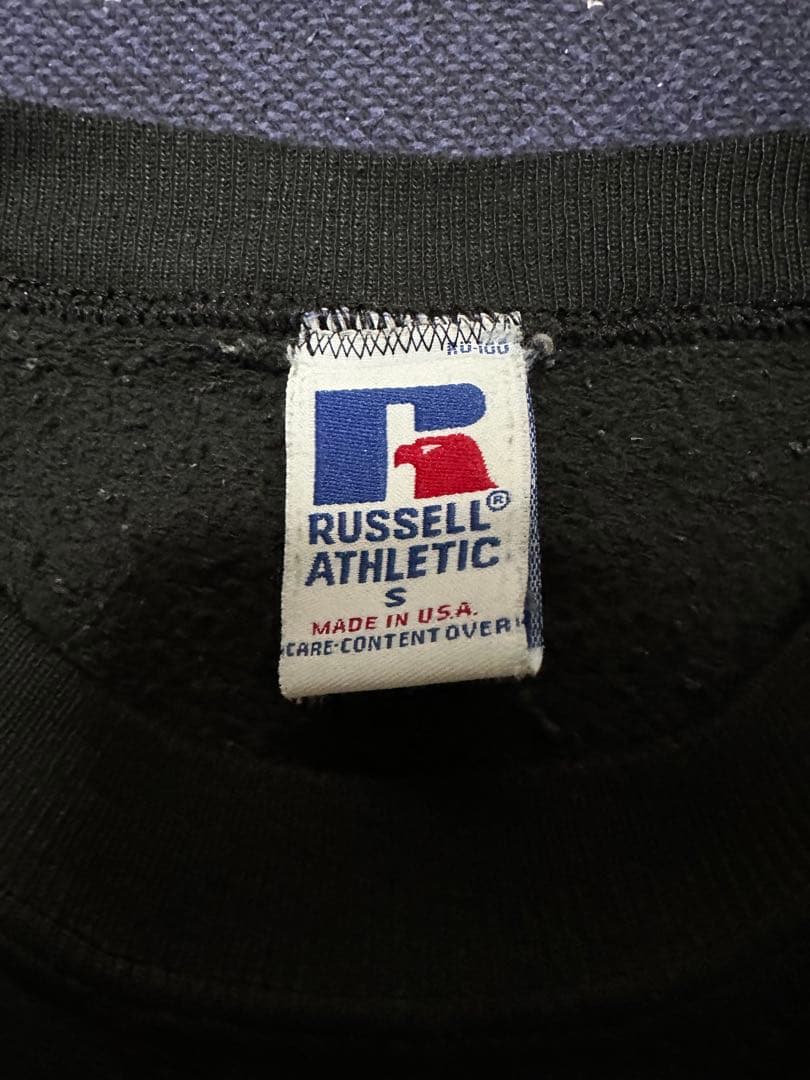 RUSSELL®
ATHLETIC
S
MADE IN U.S.A.
CARE-CONTENT OVER